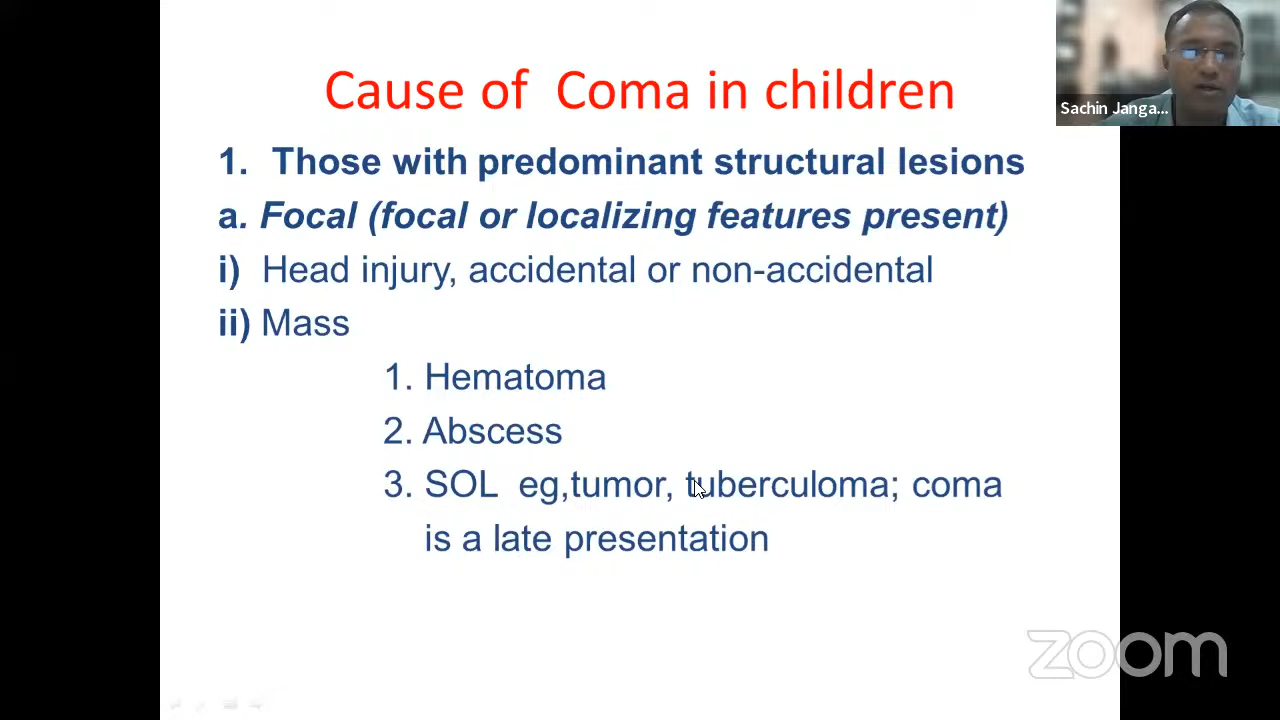 Cause of Coma in children
Sachin Janga...
1. Those with predominant structural lesions
a. Focal (focal or localizing features present)
i) Head injury, accidental or non-accidental
ii) Mass
1. Hematoma
2. Abscess
3. SOL eg,tumor, tuberculoma; coma
is a late presentation
zoom